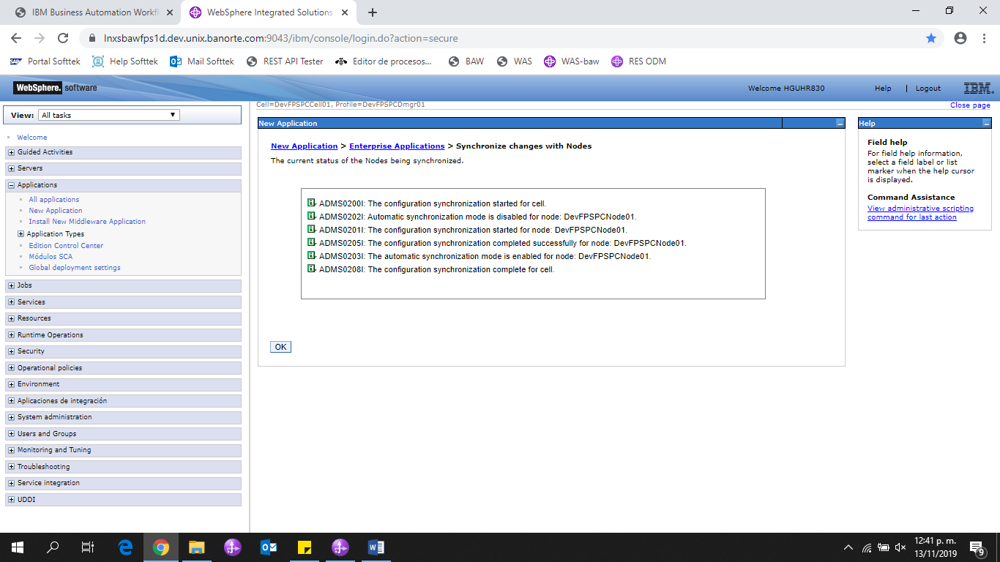 IBM Business Automation Workfl
WebSphere Integrated Solutions
lnxsbawfps1d.dev.unix.banorte.com:9043/ibm/console/login.do?action=secure
Portal Softtek
Help Softtek
Mail Softtek
REST API Tester
Editor de procesos...
BAW
WAS
WAS-baw
RES ODM
WebSphere. software
Welcome HGUHR830
Help | Logout
IBM.
View: All tasks
Cell=DevFPSPCCell01, Profile=DevFPSPCDmgr01
Close page
Welcome
Guided Activities
Servers
Applications
All applications
New Application
Install New Middleware Application
Application Types
Edition Control Center
Módulos SCA
Global deployment settings
Jobs
Services
Resources
Runtime Operations
Security
Operational policies
Environment
Aplicaciones de integración
System administration
Users and Groups
Monitoring and Tuning
Troubleshooting
Service integration
UDDI
New Application
New Application > Enterprise Applications > Synchronize changes with Nodes
The current status of the Nodes being synchronized.
ADMS0200I: The configuration synchronization started for cell.
ADMS0202I: Automatic synchronization mode is disabled for node: DevFPSPCNode01.
ADMS0201I: The configuration synchronization started for node: DevFPSPCNode01.
ADMS0205I: The configuration synchronization completed successfully for node: DevFPSPCNode01.
ADMS0203I: The automatic synchronization mode is enabled for node: DevFPSPCNode01.
ADMS0208I: The configuration synchronization complete for cell.
OK
Help
Field help
For field help information,
select a field label or list
marker when the help cursor
is displayed.
Command Assistance
View administrative scripting
command for last action
12:41 p. m.
13/11/2019
9